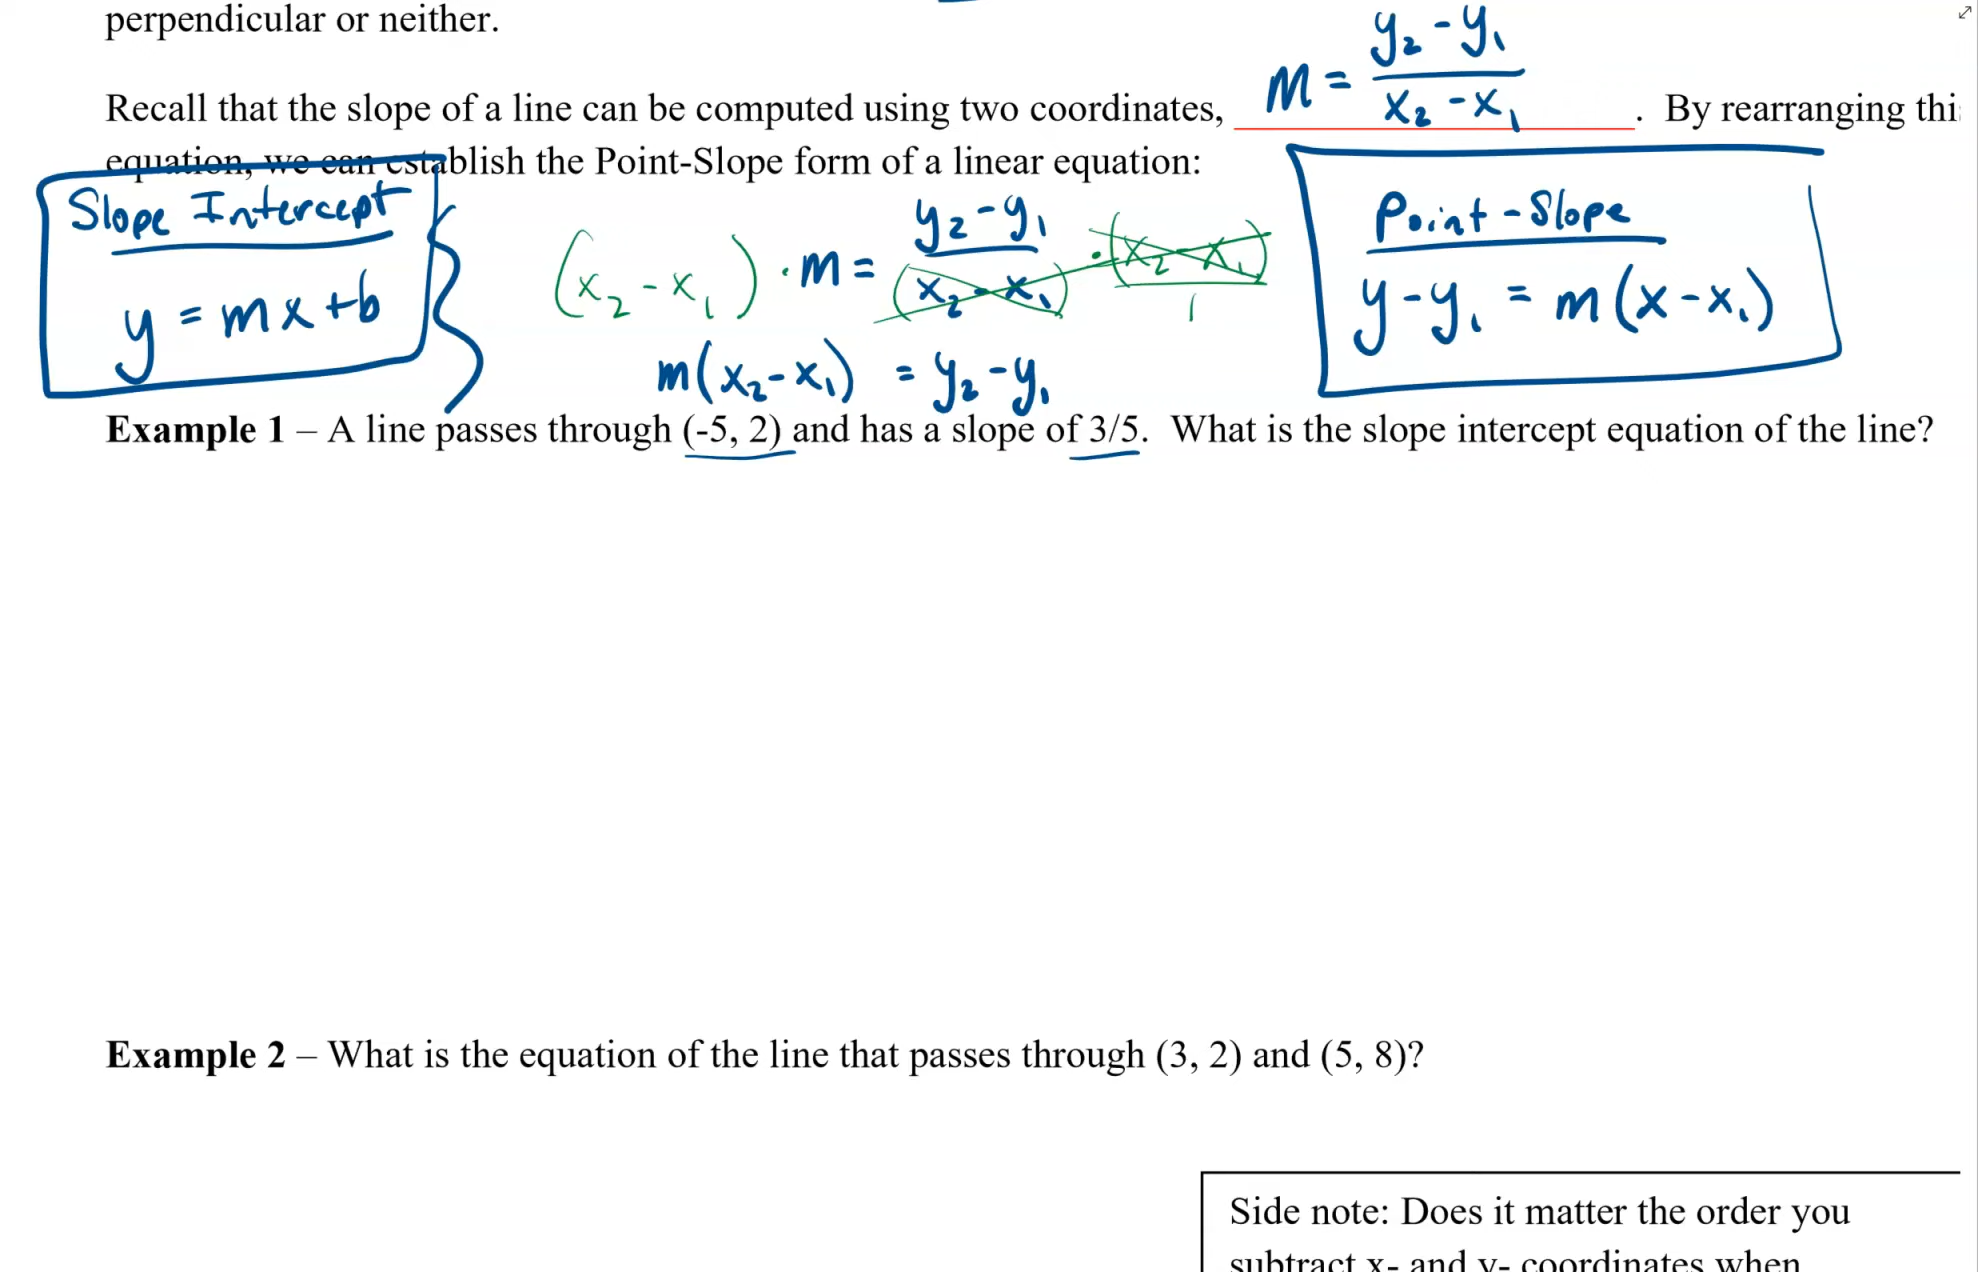 perpendicular or neither.
Recall that the slope of a line can be computed using two coordinates, m = (y₂ - y₁)/(x₂ - x₁). By rearranging thi
equation, we can establish the Point-Slope form of a linear equation:
Slope Intercept
y = mx + b
(x₂ - x₁) · m = (y₂ - y₁)/(x₂ - x₁) · (x₂ - x₁)/1
m(x₂ - x₁) = y₂ - y₁
Point-Slope
y - y₁ = m(x - x₁)
Example 1 – A line passes through (-5, 2) and has a slope of 3/5. What is the slope intercept equation of the line?
Example 2 – What is the equation of the line that passes through (3, 2) and (5, 8)?
Side note: Does it matter the order you
subtract x- and y- coordinates when